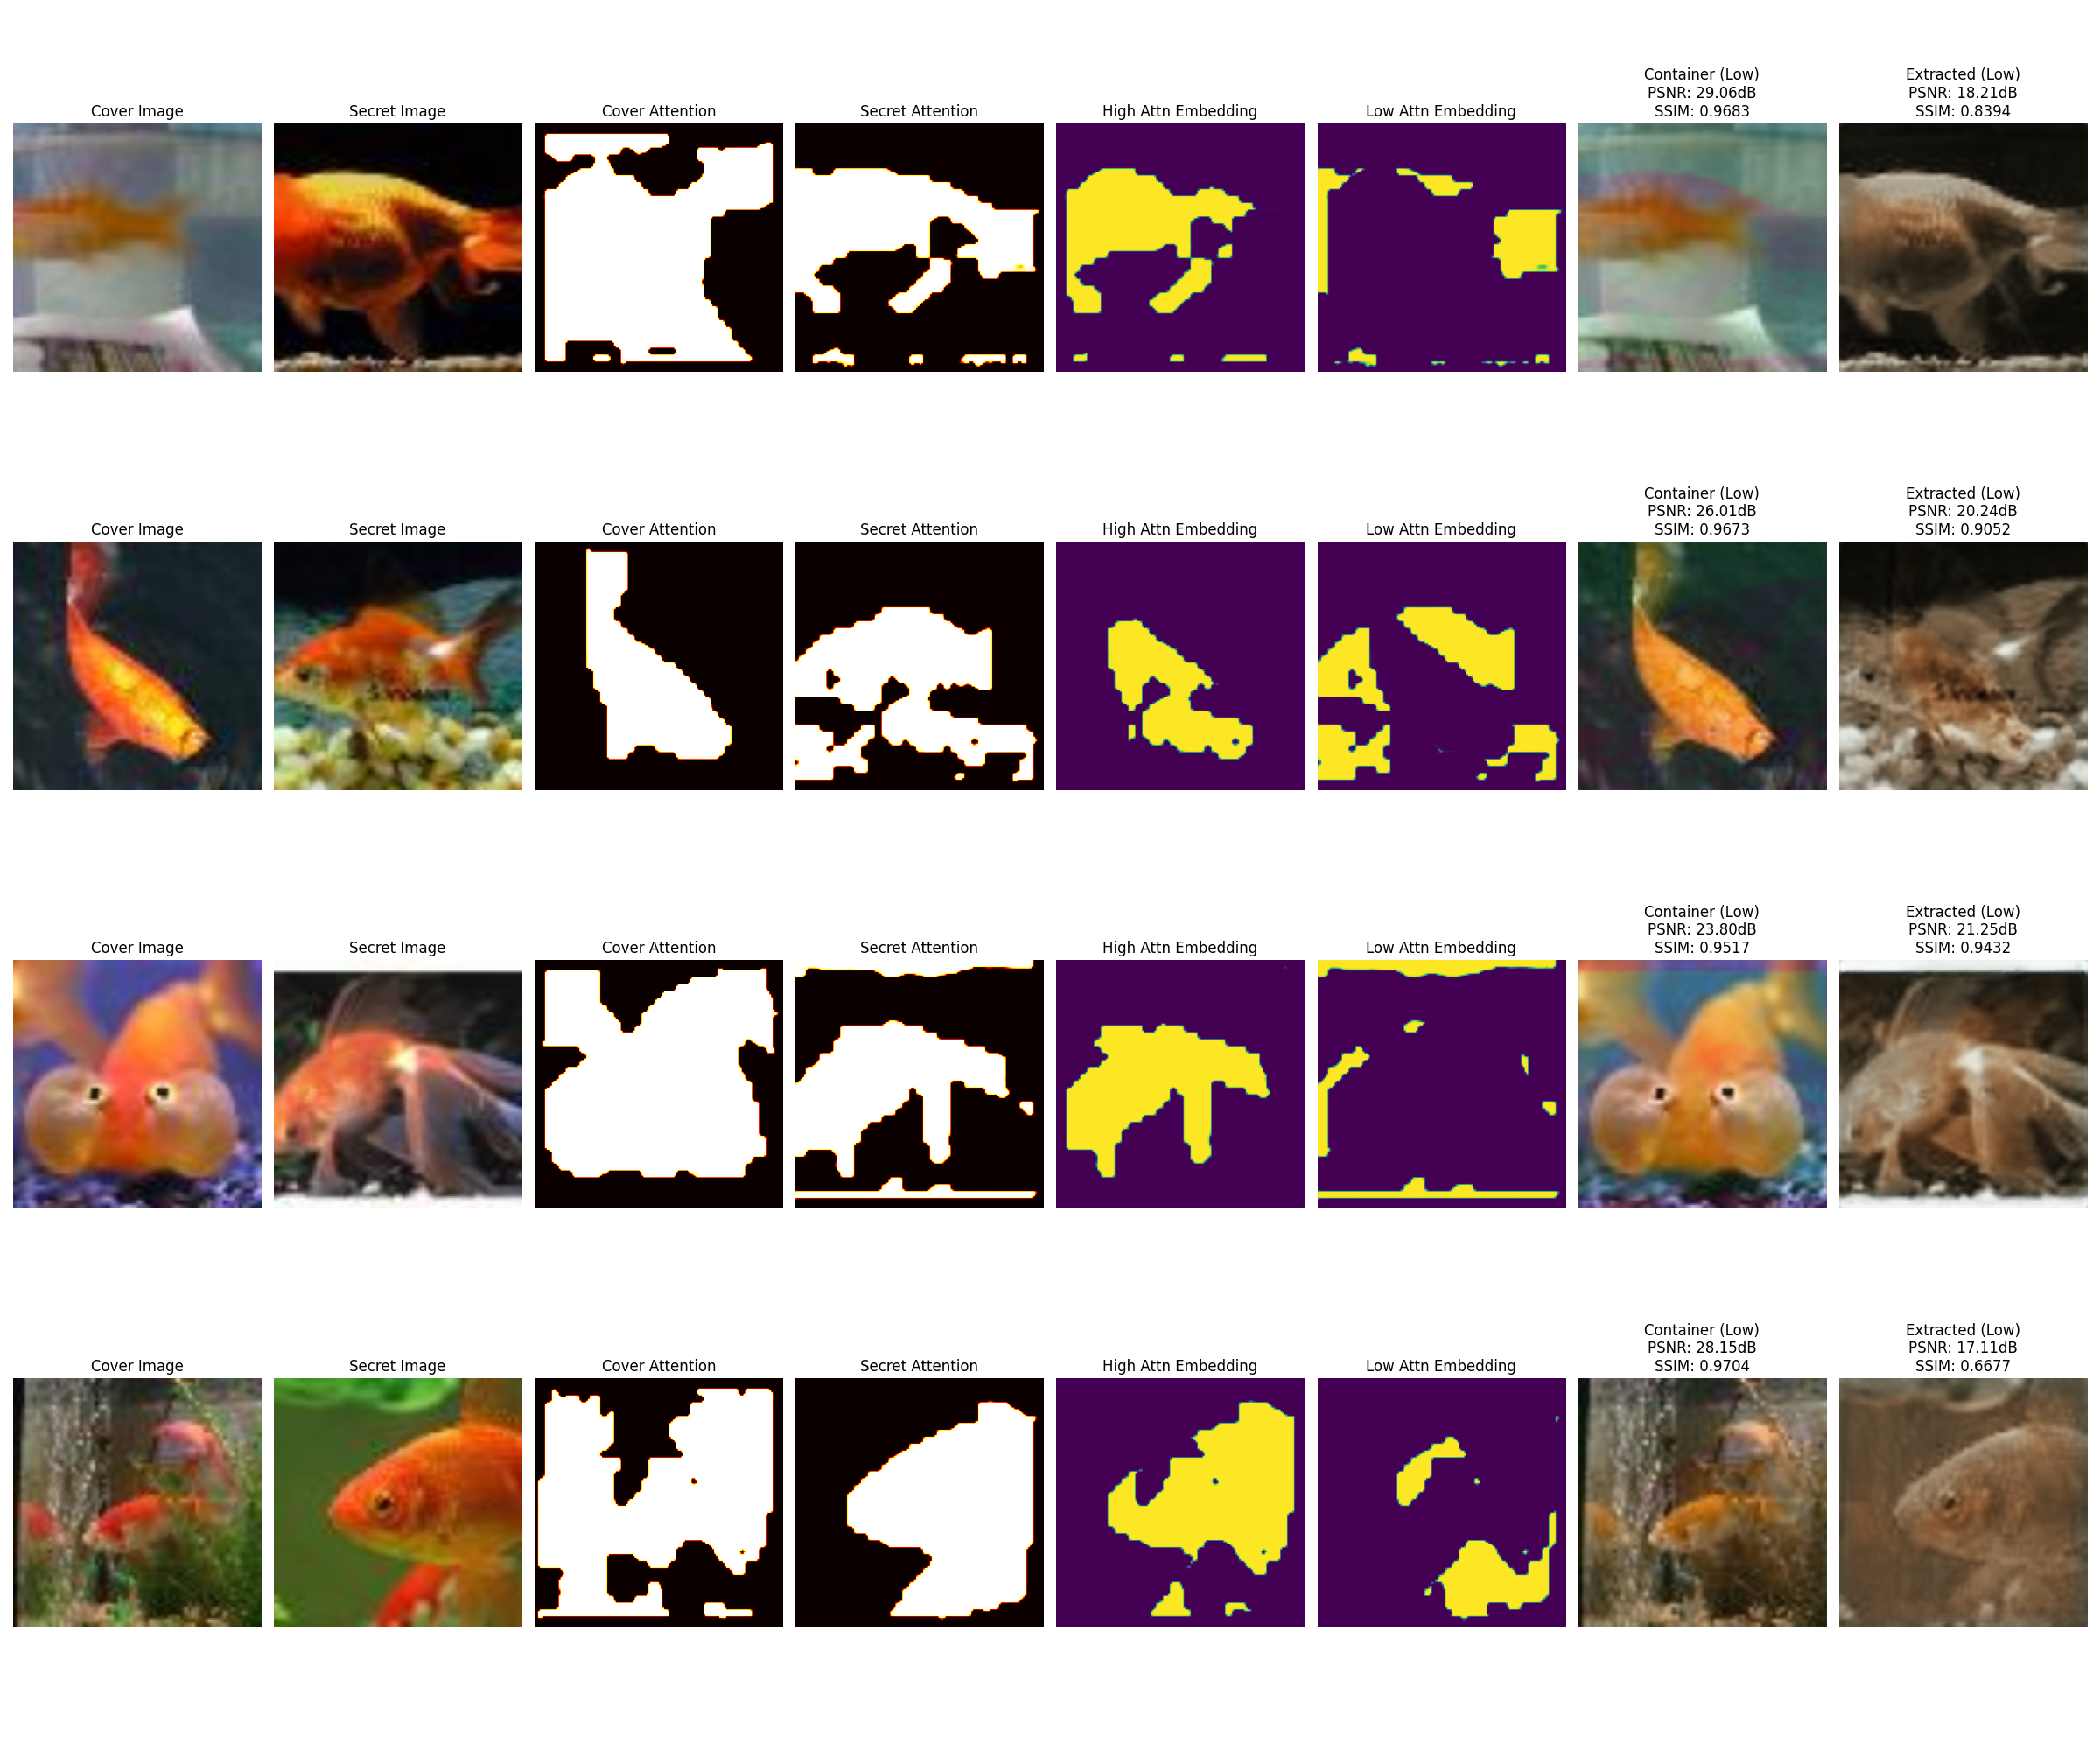 Cover Image
Secret Image
Cover Attention
Secret Attention
High Attn Embedding
Low Attn Embedding
Container (Low)
PSNR: 29.06dB
SSIM: 0.9683
Extracted (Low)
PSNR: 18.21dB
SSIM: 0.8394
Cover Image
Secret Image
Cover Attention
Secret Attention
High Attn Embedding
Low Attn Embedding
Container (Low)
PSNR: 26.01dB
SSIM: 0.9673
Extracted (Low)
PSNR: 20.24dB
SSIM: 0.9052
Cover Image
Secret Image
Cover Attention
Secret Attention
High Attn Embedding
Low Attn Embedding
Container (Low)
PSNR: 23.80dB
SSIM: 0.9517
Extracted (Low)
PSNR: 21.25dB
SSIM: 0.9432
Cover Image
Secret Image
Cover Attention
Secret Attention
High Attn Embedding
Low Attn Embedding
Container (Low)
PSNR: 28.15dB
SSIM: 0.9704
Extracted (Low)
PSNR: 17.11dB
SSIM: 0.6677